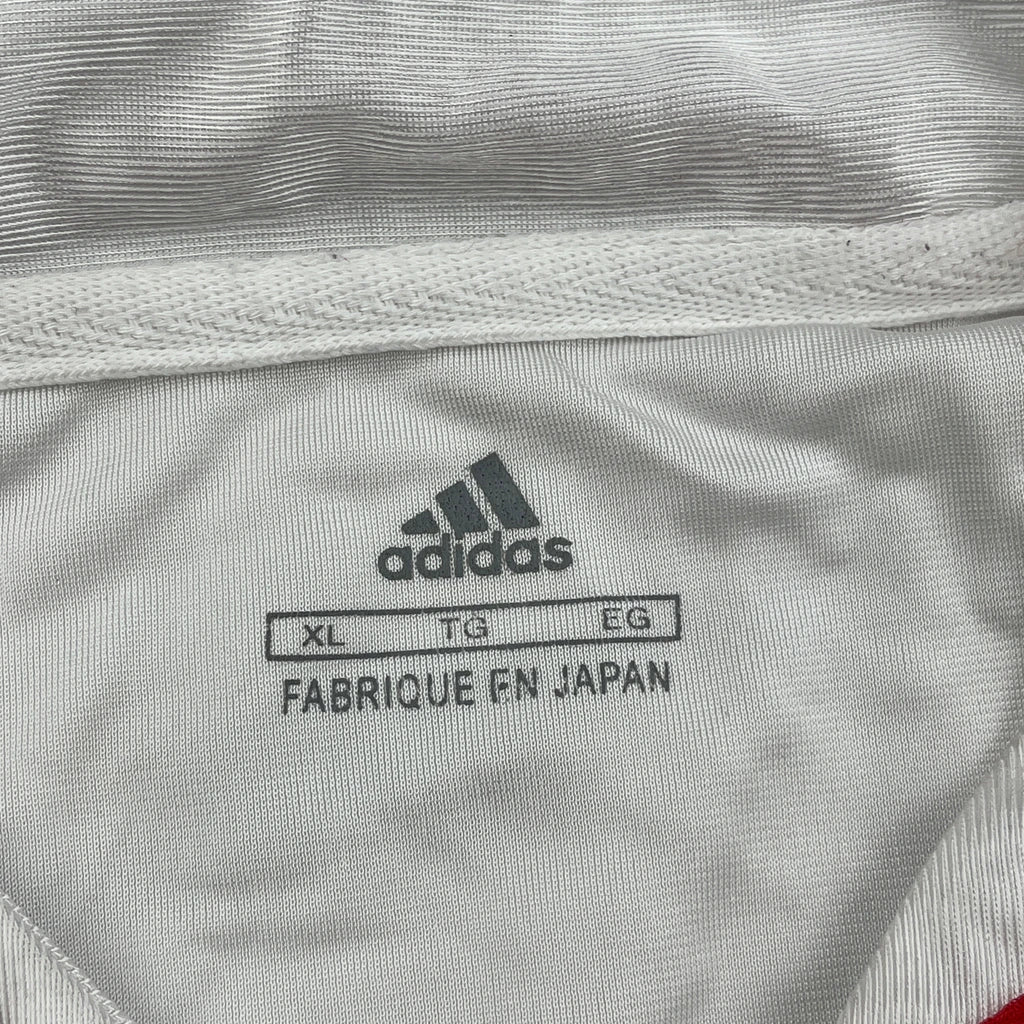 adidas
XL TG EG
FABRIQUE EN JAPAN